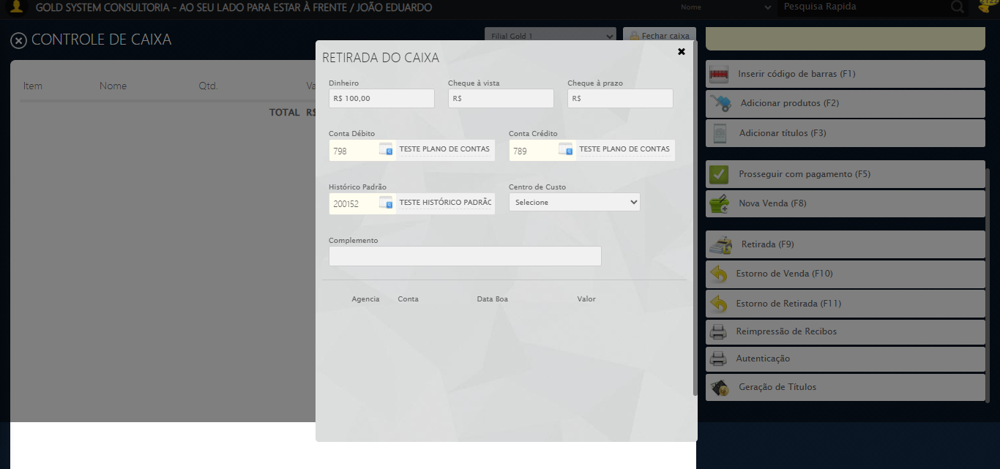 GOLD SYSTEM CONSULTORIA - AO SEU LADO PARA ESTAR À FRENTE / JOÃO EDUARDO
Nome
Pesquisa Rapida
CONTROLE DE CAIXA
Filial Gold 1
Fechar caixa
Item Nome Qtd.
TOTAL
RETIRADA DO CAIXA
Dinheiro Cheque à vista Cheque à prazo
R$ 100,00 R$ R$
Conta Débito Conta Crédito
798 TESTE PLANO DE CONTAS 789 TESTE PLANO DE CONTAS
Histórico Padrão Centro de Custo
200152 TESTE HISTÓRICO PADRÃO Selecione
Complemento
Agencia Conta Data Boa Valor
Inserir código de barras (F1)
Adicionar produtos (F2)
Adicionar títulos (F3)
Prosseguir com pagamento (F5)
Nova Venda (F8)
Retirada (F9)
Estorno de Venda (F10)
Estorno de Retirada (F11)
Reimpressão de Recibos
Autenticação
Geração de Títulos